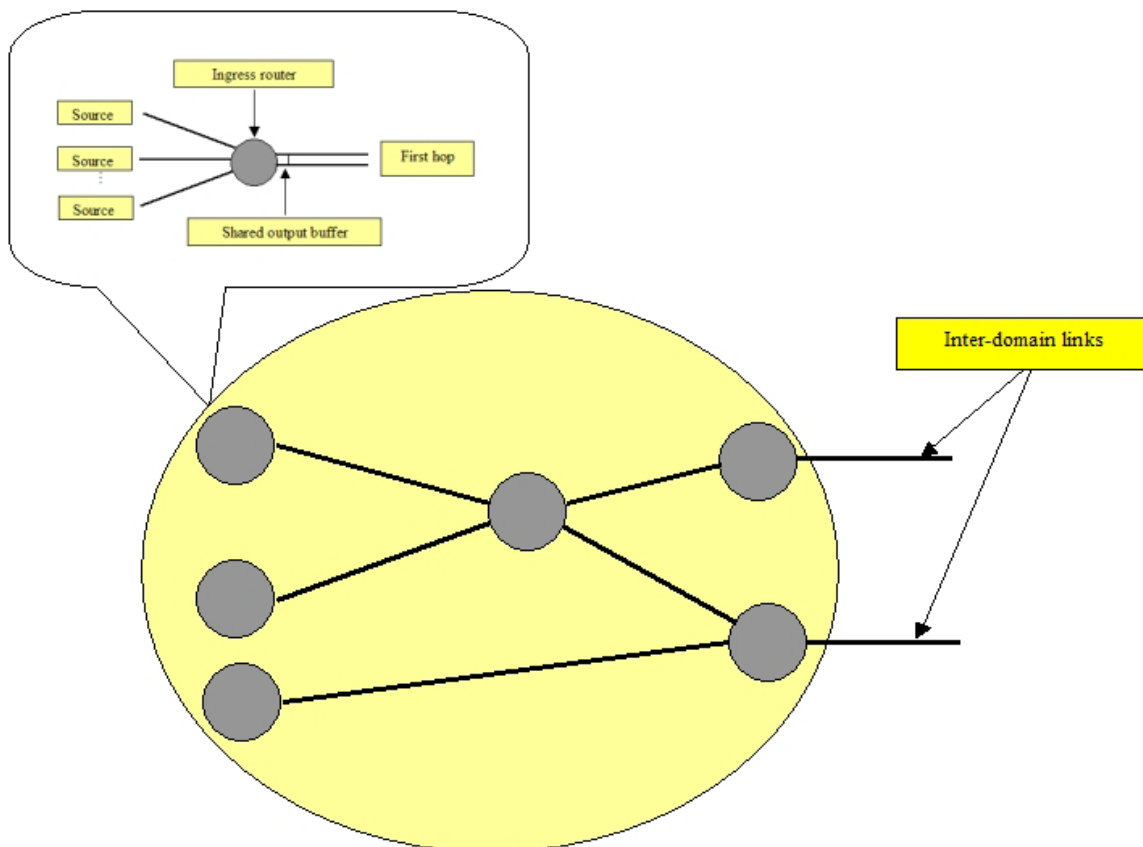 Ingress router
Source
Source
First hop
Source
Shared output buffer
Inter-domain links